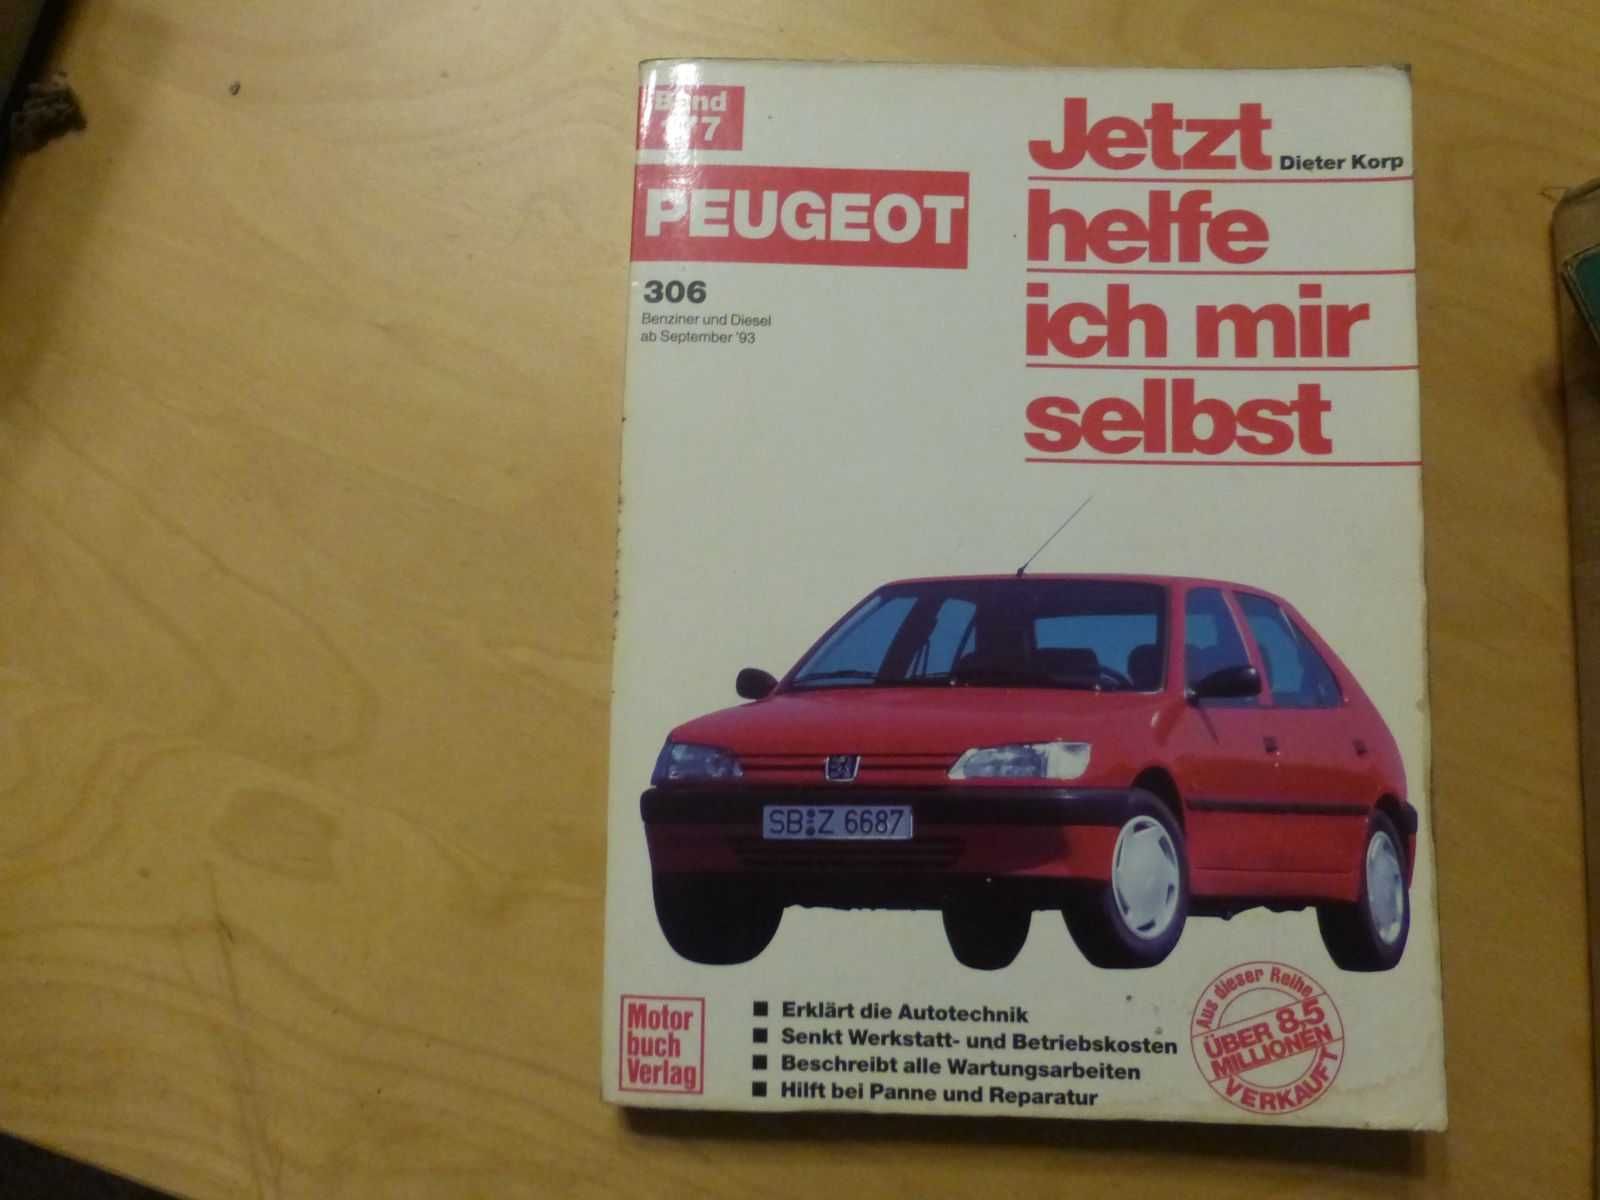 Band
177
PEUGEOT
306
Benziner und Diesel
ab September '93
Jetzt
Dieter Korp
helfe
ich mir
selbst
SB Z 6687
Motor
buch
Verlag
■ Erklärt die Autotechnik
■ Senkt Werkstatt- und Betriebskosten
■ Beschreibt alle Wartungsarbeiten
■ Hilft bei Panne und Reparatur
Aus dieser Reihe
ÜBER 8,5
MILLIONEN
VERKAUFT